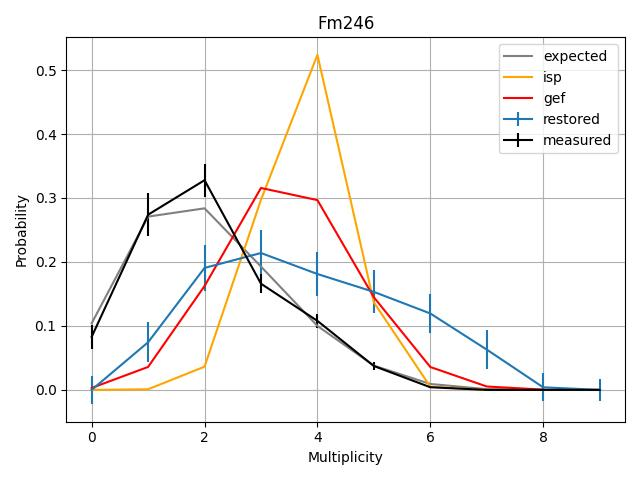 Fm246
expected
isp
gef
restored
measured
Probability
0.5
0.4
0.3
0.2
0.1
0.0
0 2 4 6 8
Multiplicity